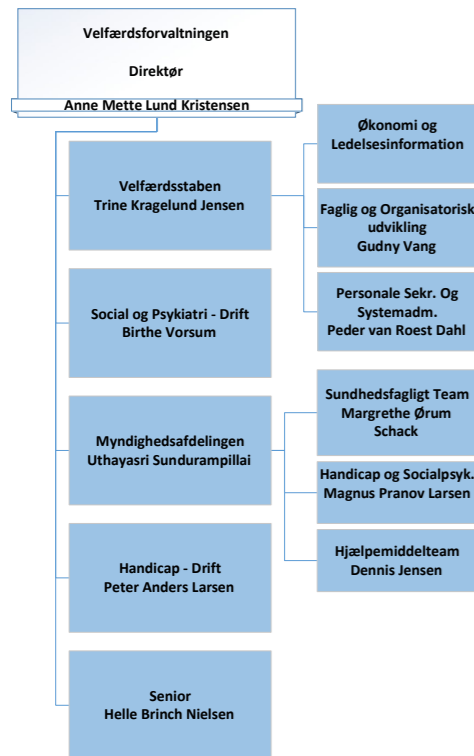 Velfærdsforvaltningen
Direktør
Anne Mette Lund Kristensen
Velfærdsstaben
Trine Kragelund Jensen
Økonomi og
Ledelsesinformation
Faglig og Organisatorisk
udvikling
Gudny Vang
Personale Sekr. Og
Systemadm.
Peder van Roest Dahl
Social og Psykiatri - Drift
Birthe Vorsum
Myndighedsafdelingen
Uthayasri Sundurampillai
Sundhedsfagligt Team
Margrethe Ørum
Schack
Handicap og Socialpsyk.
Magnus Pranov Larsen
Hjælpemiddelteam
Dennis Jensen
Handicap - Drift
Peter Anders Larsen
Senior
Helle Brinch Nielsen